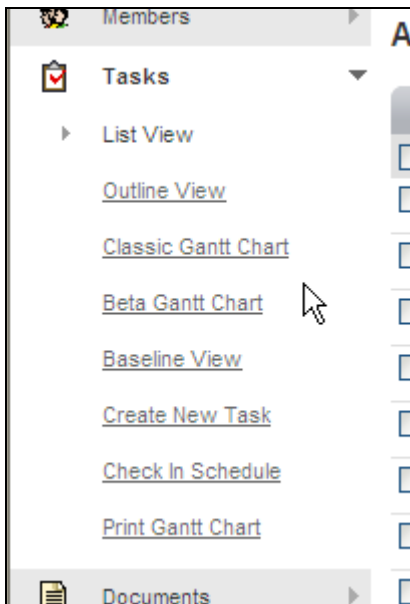 Members
A
Tasks
List View
Outline View
Classic Gantt Chart
Beta Gantt Chart
Baseline View
Create New Task
Check In Schedule
Print Gantt Chart
Documents